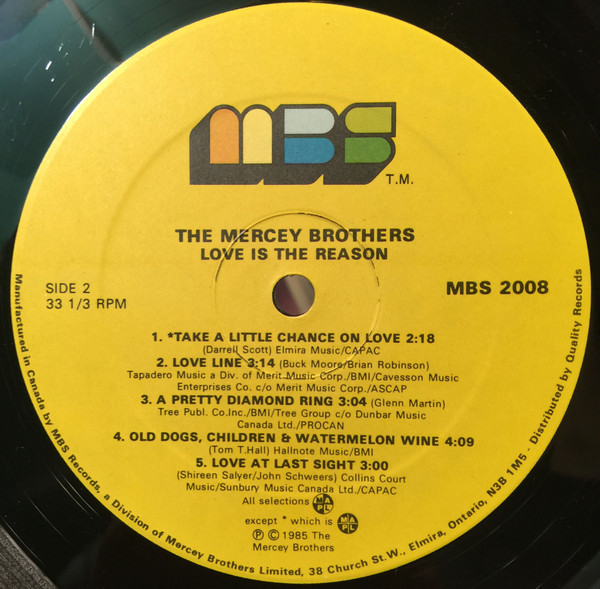 MBS
T.M.
THE MERCEY BROTHERS
LOVE IS THE REASON
SIDE 2
33 1/3 RPM
MBS 2008
1. *TAKE A LITTLE CHANCE ON LOVE 2:18
(Darrell Scott) Elmira Music/CAPAC
2. LOVE LINE 3:14 (Buck Moore/Brian Robinson)
Tapadero Music a Div. of Merit Music Corp./BMI/Cavesson Music
Enterprises Co. c/o Merit Music Corp./ASCAP
3. A PRETTY DIAMOND RING 3:04 (Glenn Martin)
Tree Publ. Co.Inc./BMI/Tree Group c/o Dunbar Music
Canada Ltd./PROCAN
4. OLD DOGS, CHILDREN & WATERMELON WINE 4:09
(Tom T.Hall) Hallnote Music/BMI
5. LOVE AT LAST SIGHT 3:00
(Shireen Salyer/John Schweers) Collins Court
Music/Sunbury Music Canada Ltd./CAPAC
All selections MAPL
except * which is MAPL
Ⓟ © 1985 The
Mercey Brothers
Manufactured in Canada by MBS Records, a Division of Mercey Brothers Limited, 38 Church St.W., Elmira, Ontario, N3B 1M5 - Distributed by Quality Records